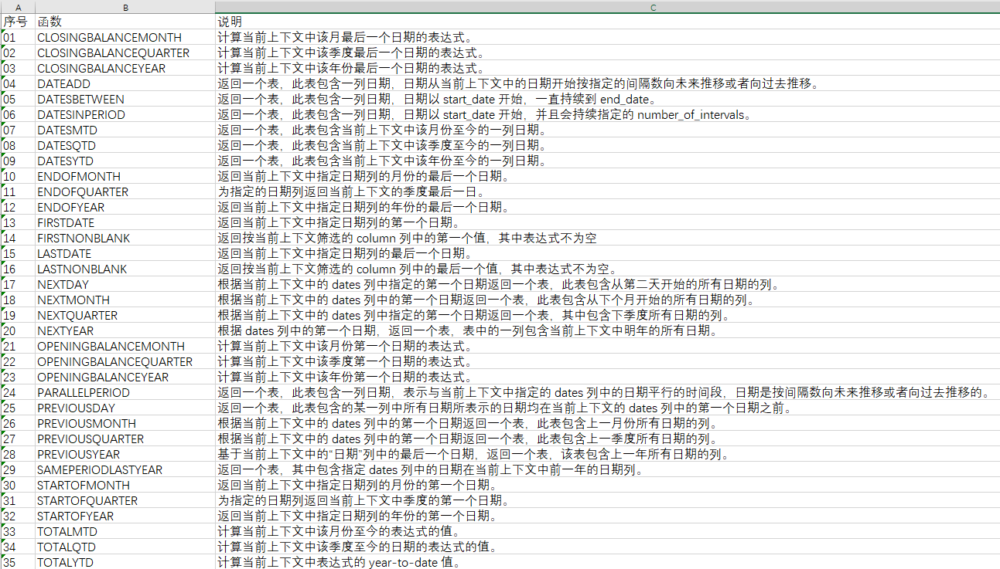 A B C
序号 函数 说明
01 CLOSINGBALANCEMONTH 计算当前上下文中该月最后一个日期的表达式。
02 CLOSINGBALANCEQUARTER 计算当前上下文中该季度最后一个日期的表达式。
03 CLOSINGBALANCEYEAR 计算当前上下文中该年份最后一个日期的表达式。
04 DATEADD 返回一个表，此表包含一列日期，日期从当前上下文中的日期开始按指定的间隔数向未来推移或者向过去推移。
05 DATESBETWEEN 返回一个表，此表包含一列日期，日期以 start_date 开始，一直持续到 end_date。
06 DATESINPERIOD 返回一个表，此表包含一列日期，日期以 start_date 开始，并且会持续指定的 number_of_intervals。
07 DATESMTD 返回一个表，此表包含当前上下文中该月份至今的一列日期。
08 DATESQTD 返回一个表，此表包含当前上下文中该季度至今的一列日期。
09 DATESYTD 返回一个表，此表包含当前上下文中该年份至今的一列日期。
10 ENDOFMONTH 返回当前上下文中指定日期列的月份的最后一个日期。
11 ENDOFQUARTER 为指定的日期列返回当前上下文的季度最后一日。
12 ENDOFYEAR 返回当前上下文中指定日期列的年份的最后一个日期。
13 FIRSTDATE 返回当前上下文中指定日期列的第一个日期。
14 FIRSTNONBLANK 返回按当前上下文筛选的 column 列中的第一个值，其中表达式不为空
15 LASTDATE 返回当前上下文中指定日期列的最后一个日期。
16 LASTNONBLANK 返回按当前上下文筛选的 column 列中的最后一个值，其中表达式不为空。
17 NEXTDAY 根据当前上下文中的 dates 列中指定的第一个日期返回一个表，此表包含从第二天开始的所有日期的列。
18 NEXTMONTH 根据当前上下文中的 dates 列中的第一个日期返回一个表，此表包含从下个月开始的所有日期的列。
19 NEXTQUARTER 根据当前上下文中的 dates 列中指定的第一个日期返回一个表，其中包含下季度所有日期的列。
20 NEXTYEAR 根据 dates 列中的第一个日期，返回一个表，表中的一列包含当前上下文中明年的所有日期。
21 OPENINGBALANCEMONTH 计算当前上下文中该月份第一个日期的表达式。
22 OPENINGBALANCEQUARTER 计算当前上下文中该季度第一个日期的表达式。
23 OPENINGBALANCEYEAR 计算当前上下文中该年份第一个日期的表达式。
24 PARALLELPERIOD 返回一个表，此表包含一列日期，表示与当前上下文中指定的 dates 列中的日期平行的时间段，日期是按间隔数向未来推移或者向过去推移的。
25 PREVIOUSDAY 返回一个表，此表包含的某一列中所有日期所表示的日期均在当前上下文的 dates 列中的第一个日期之前。
26 PREVIOUSMONTH 根据当前上下文中的 dates 列中的第一个日期返回一个表，此表包含上一月份所有日期的列。
27 PREVIOUSQUARTER 根据当前上下文中的 dates 列中的第一个日期返回一个表，此表包含上一季度所有日期的列。
28 PREVIOUSYEAR 基于当前上下文中的“日期”列中的最后一个日期，返回一个表，该表包含上一年所有日期的列。
29 SAMEPERIODLASTYEAR 返回一个表，其中包含指定 dates 列中的日期在当前上下文中前一年的日期列。
30 STARTOFMONTH 返回当前上下文中指定日期列的月份的第一个日期。
31 STARTOFQUARTER 为指定的日期列返回当前上下文中季度的第一个日期。
32 STARTOFYEAR 返回当前上下文中指定日期列的年份的第一个日期。
33 TOTALMTD 计算当前上下文中该月份至今的表达式的值。
34 TOTALQTD 计算当前上下文中该季度至今的日期的表达式的值。
35 TOTALYTD 计算当前上下文中表达式的 year-to-date 值。